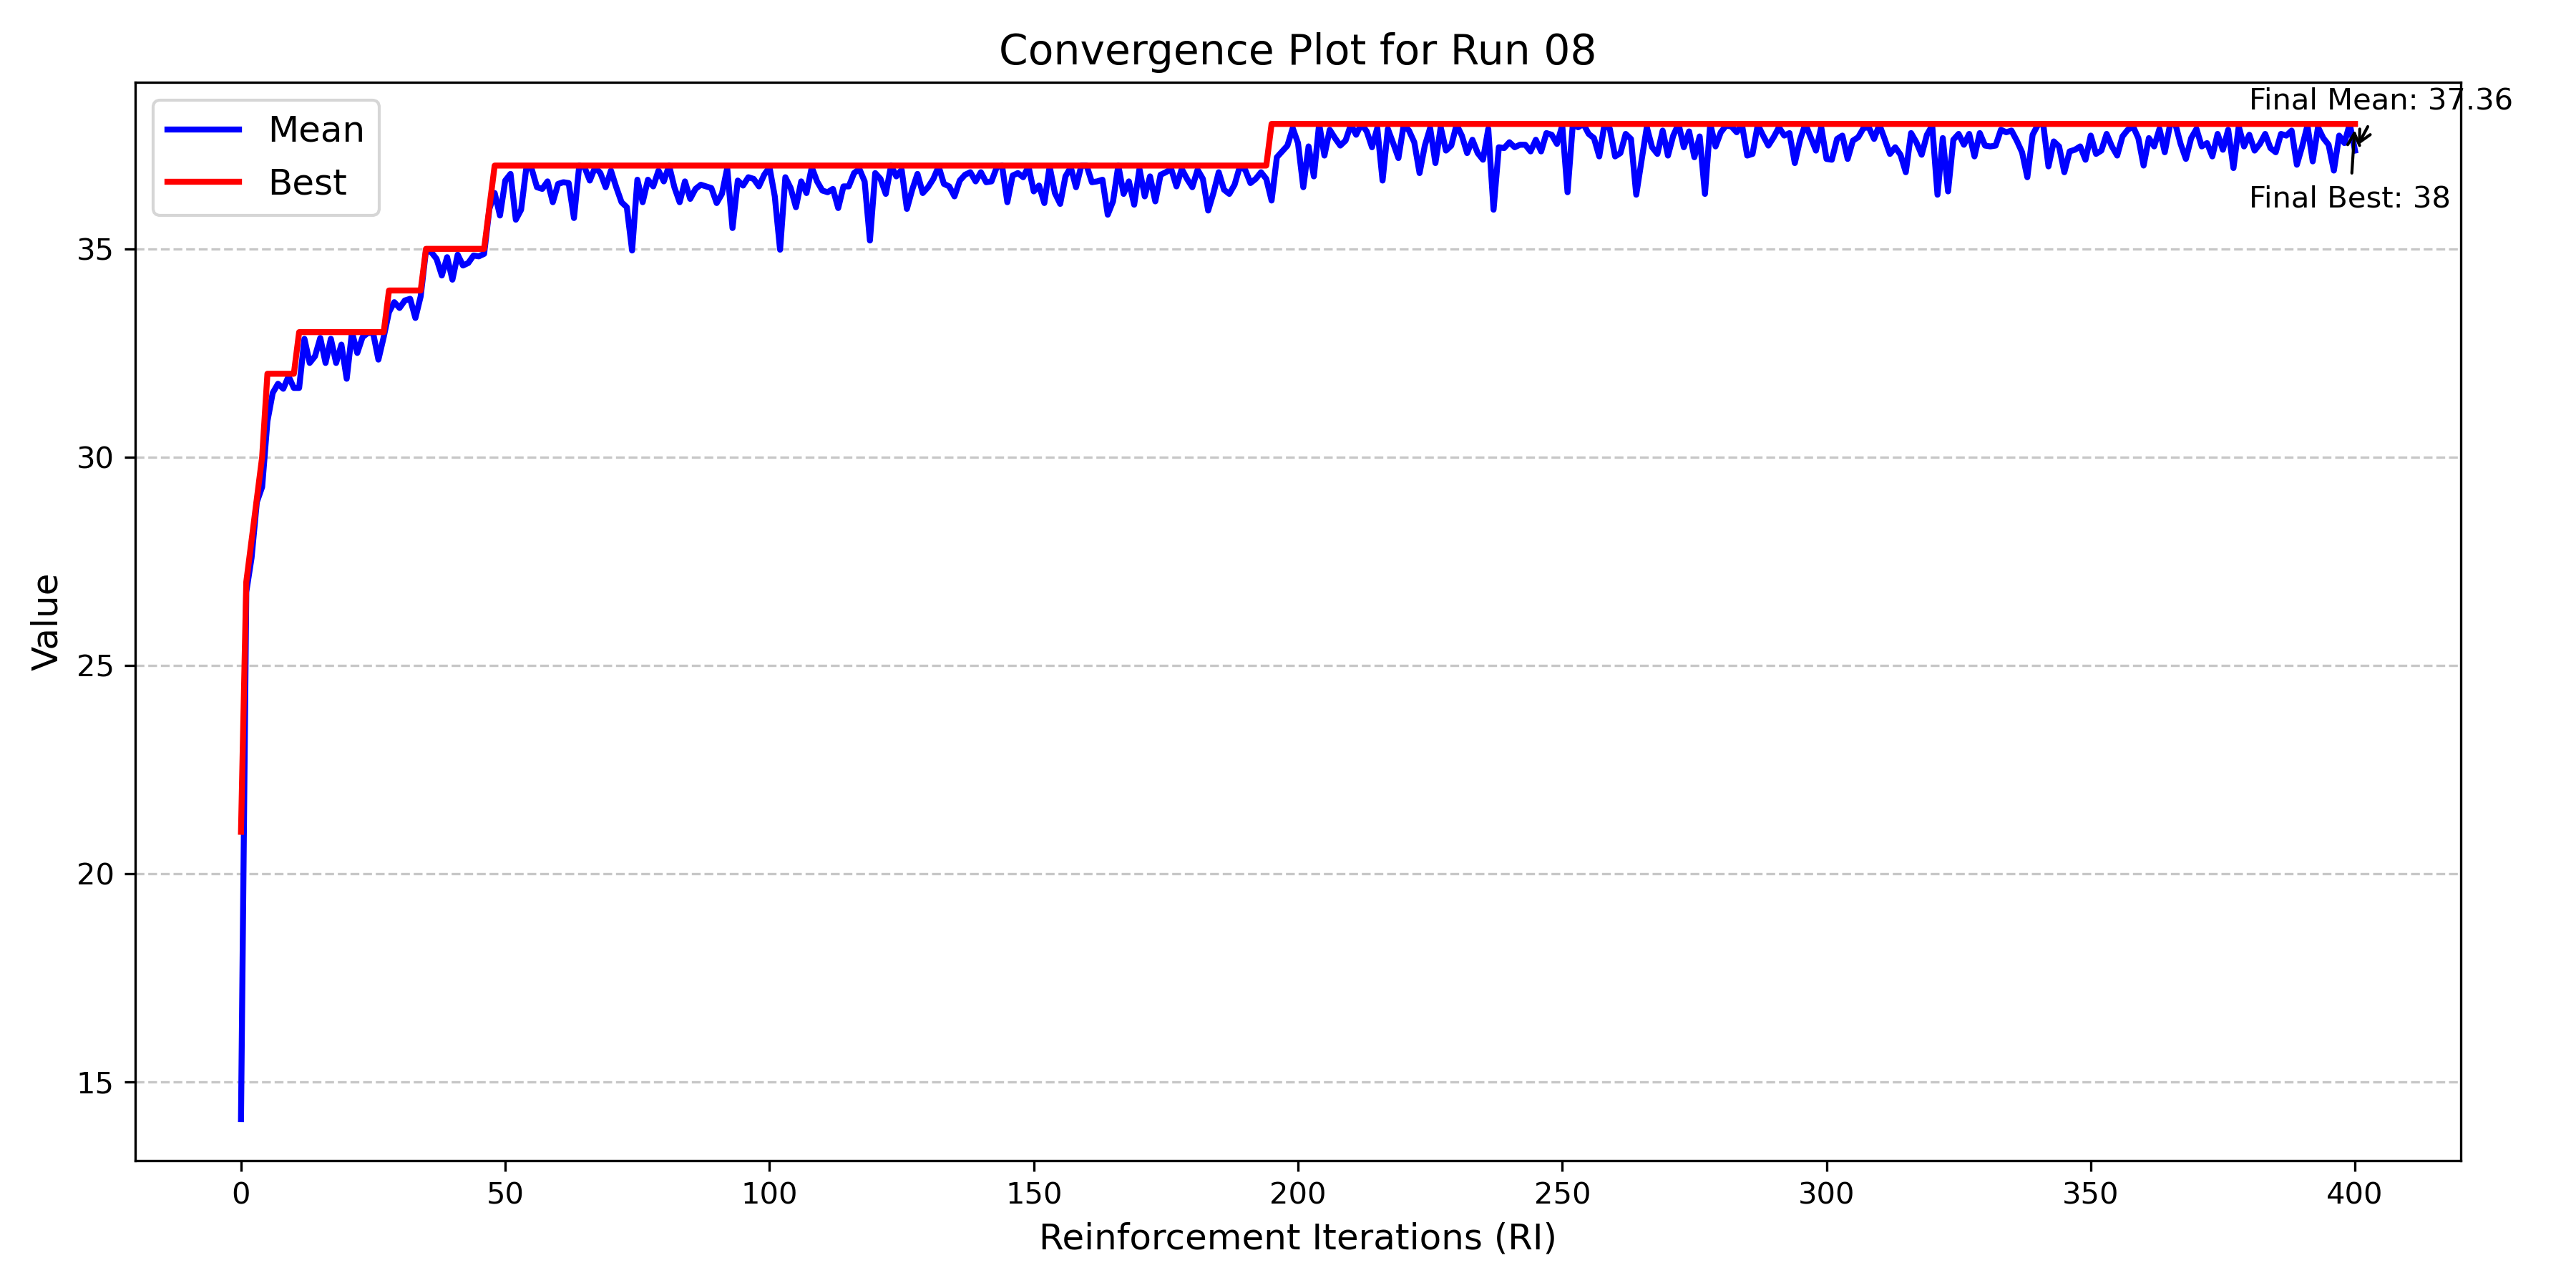 Convergence Plot for Run 08
Mean
Best
Final Mean: 37.36
Final Best: 38
Value
35
30
25
20
15
0 50 100 150 200 250 300 350 400
Reinforcement Iterations (RI)